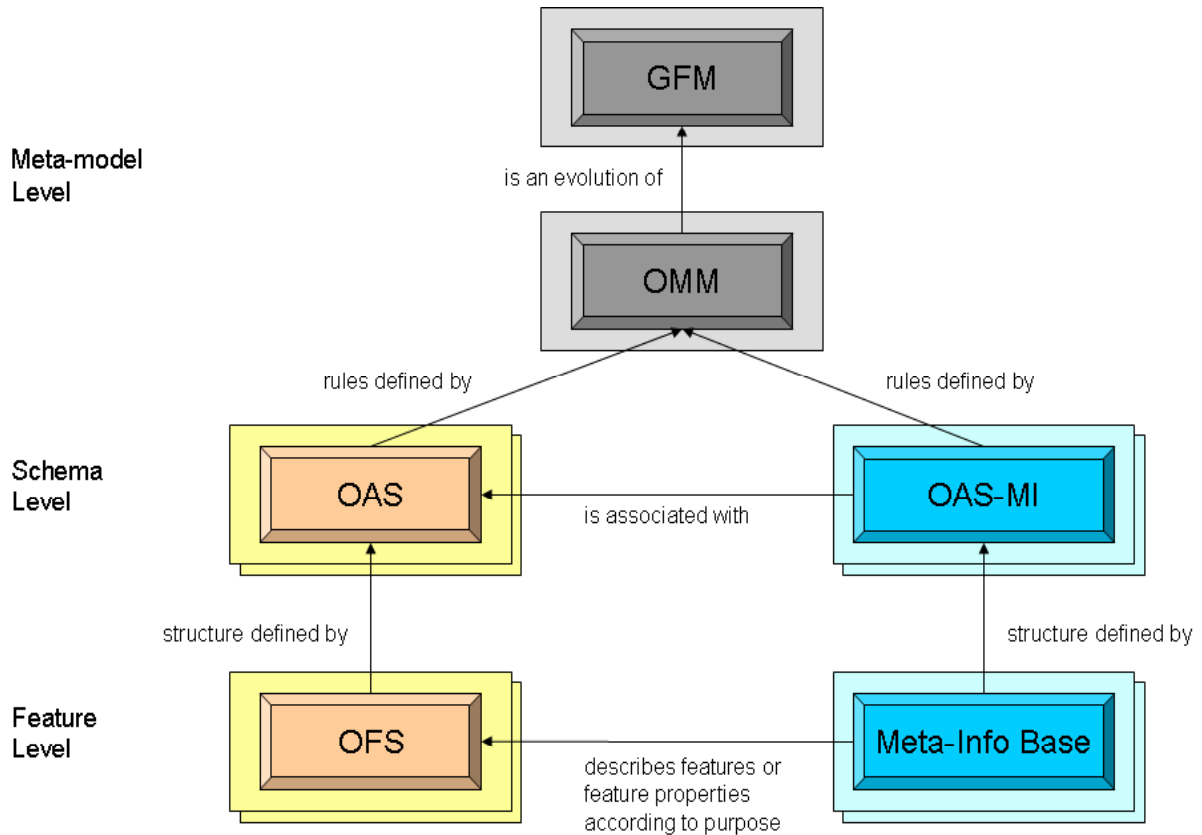 GFM
Meta-model
Level
is an evolution of
OMM
rules defined by
rules defined by
Schema
Level
OAS
OAS-MI
is associated with
structure defined by
structure defined by
Feature
Level
OFS
Meta-Info Base
describes features or
feature properties
according to purpose